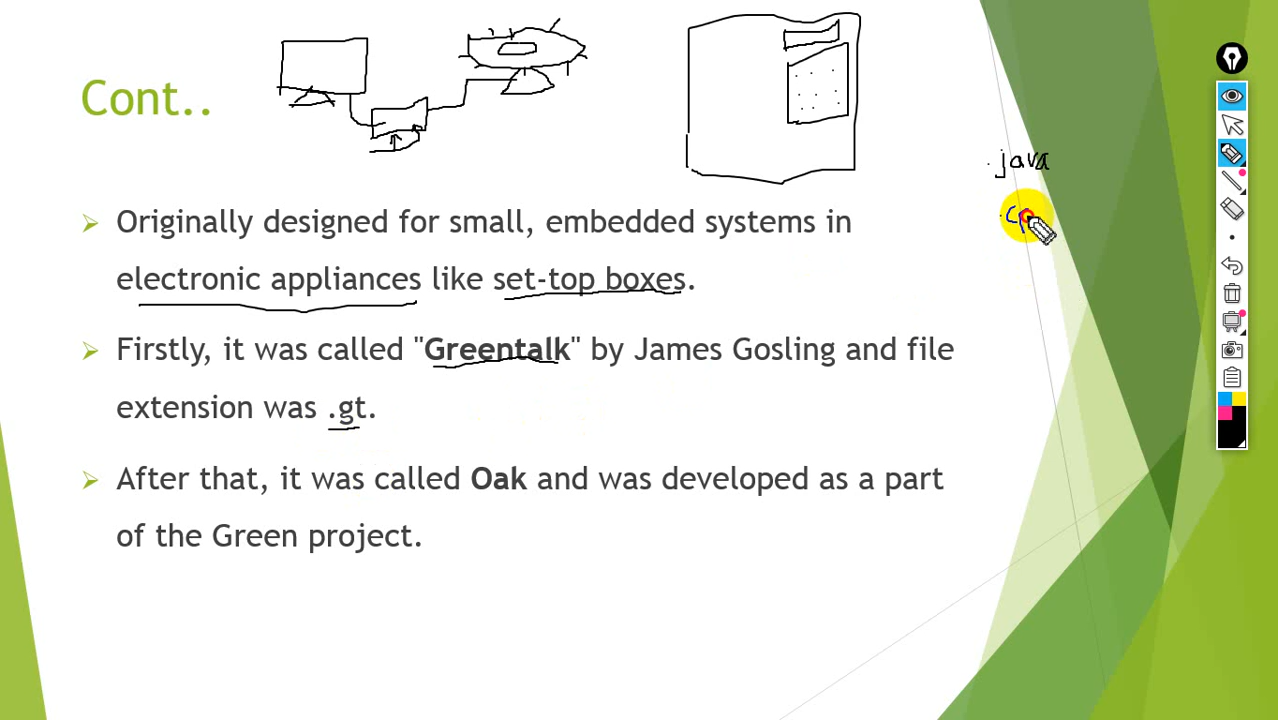 Cont..
.java
Originally designed for small, embedded systems in
electronic appliances like set-top boxes.
Firstly, it was called "Greentalk" by James Gosling and file
extension was .gt.
After that, it was called Oak and was developed as a part
of the Green project.